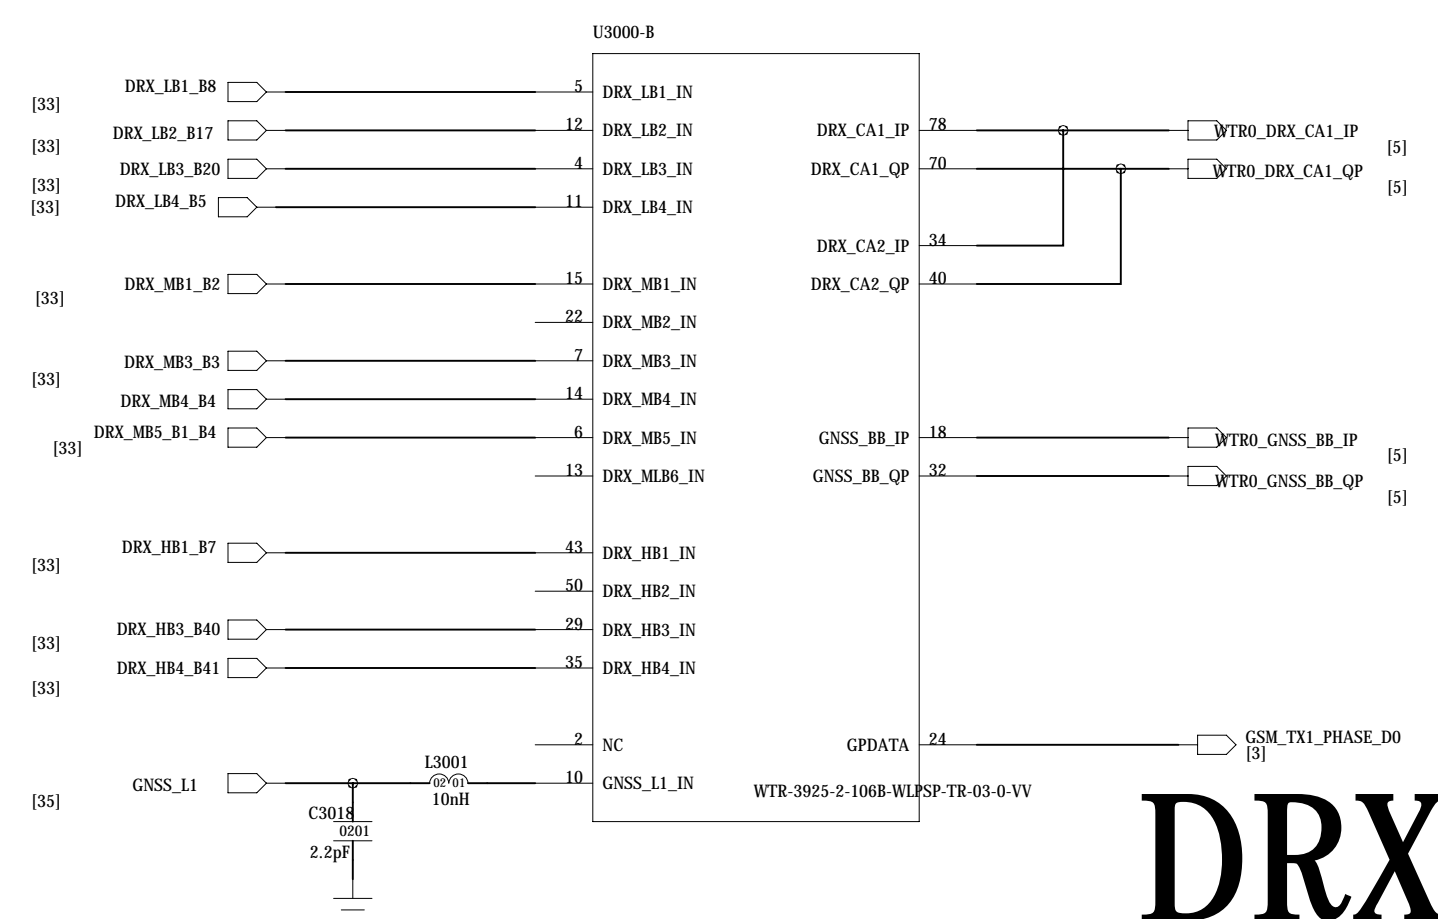 U3000-B
DRX_LB1_B8 5 DRX_LB1_IN
[33]
DRX_LB2_B17 12 DRX_LB2_IN DRX_CA1_IP 78 WTR0_DRX_CA1_IP
[33] [5]
DRX_LB3_B20 4 DRX_LB3_IN DRX_CA1_QP 70 WTR0_DRX_CA1_QP
[33] [5]
[33] DRX_LB4_B5 11 DRX_LB4_IN
DRX_CA2_IP 34
DRX_MB1_B2 15 DRX_MB1_IN DRX_CA2_QP 40
[33]
22 DRX_MB2_IN
DRX_MB3_B3 7 DRX_MB3_IN
[33]
DRX_MB4_B4 14 DRX_MB4_IN
DRX_MB5_B1_B4 6 DRX_MB5_IN GNSS_BB_IP 18 WTR0_GNSS_BB_IP
[33] [5]
13 DRX_MLB6_IN GNSS_BB_QP 32 WTR0_GNSS_BB_QP
[5]
DRX_HB1_B7 43 DRX_HB1_IN
[33]
50 DRX_HB2_IN
DRX_HB3_B40 29 DRX_HB3_IN
[33]
DRX_HB4_B41 35 DRX_HB4_IN
[33]
2 NC GPDATA 24 GSM_TX1_PHASE_D0
[3]
L3001
GNSS_L1 02 01 10 GNSS_L1_IN WTR-3925-2-106B-WLPSP-TR-03-0-VV
[35] 10nH
C3018
0201
2.2pF
DRX